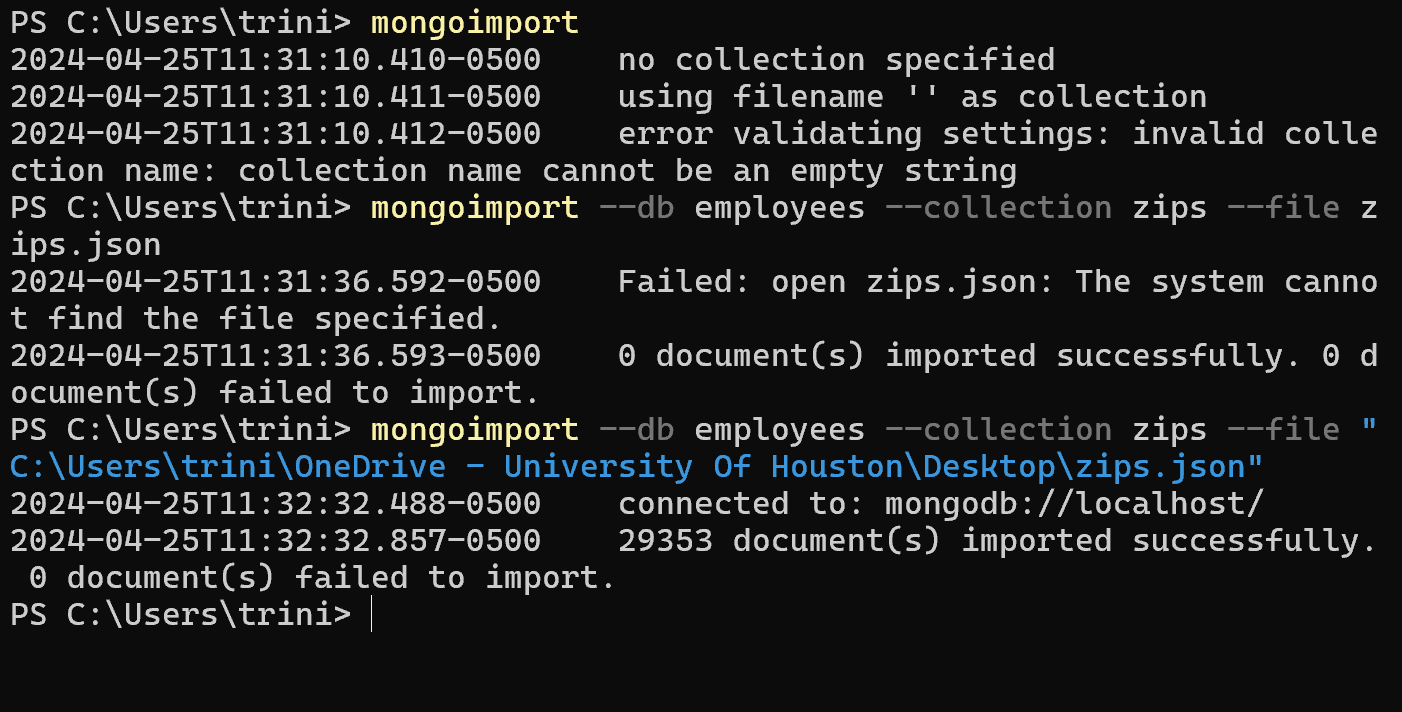 PS C:\Users\trini> mongoimport
2024-04-25T11:31:10.410-0500    no collection specified
2024-04-25T11:31:10.411-0500    using filename '' as collection
2024-04-25T11:31:10.412-0500    error validating settings: invalid colle
ction name: collection name cannot be an empty string
PS C:\Users\trini> mongoimport --db employees --collection zips --file z
ips.json
2024-04-25T11:31:36.592-0500    Failed: open zips.json: The system canno
t find the file specified.
2024-04-25T11:31:36.593-0500    0 document(s) imported successfully. 0 d
ocument(s) failed to import.
PS C:\Users\trini> mongoimport --db employees --collection zips --file "
C:\Users\trini\OneDrive - University Of Houston\Desktop\zips.json"
2024-04-25T11:32:32.488-0500    connected to: mongodb://localhost/
2024-04-25T11:32:32.857-0500    29353 document(s) imported successfully.
 0 document(s) failed to import.
PS C:\Users\trini>